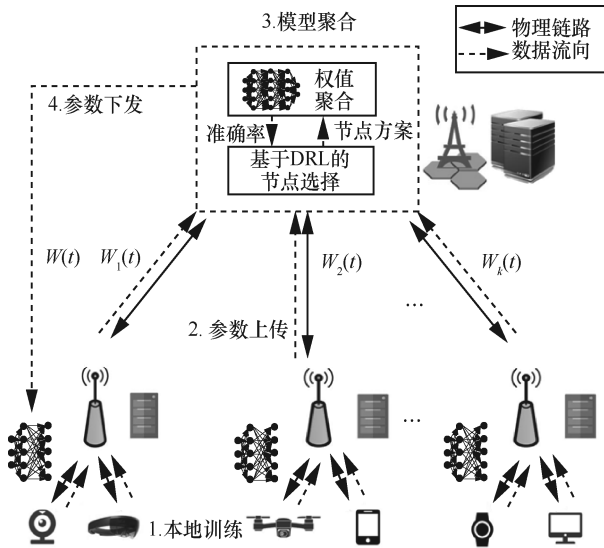 3.模型聚合
物理链路
数据流向
4.参数下发
权值
聚合
准确率
节点方案
基于DRL的
节点选择
W(t)
W₁(t)
W₂(t)
Wₖ(t)
...
2. 参数上传
...
1.本地训练